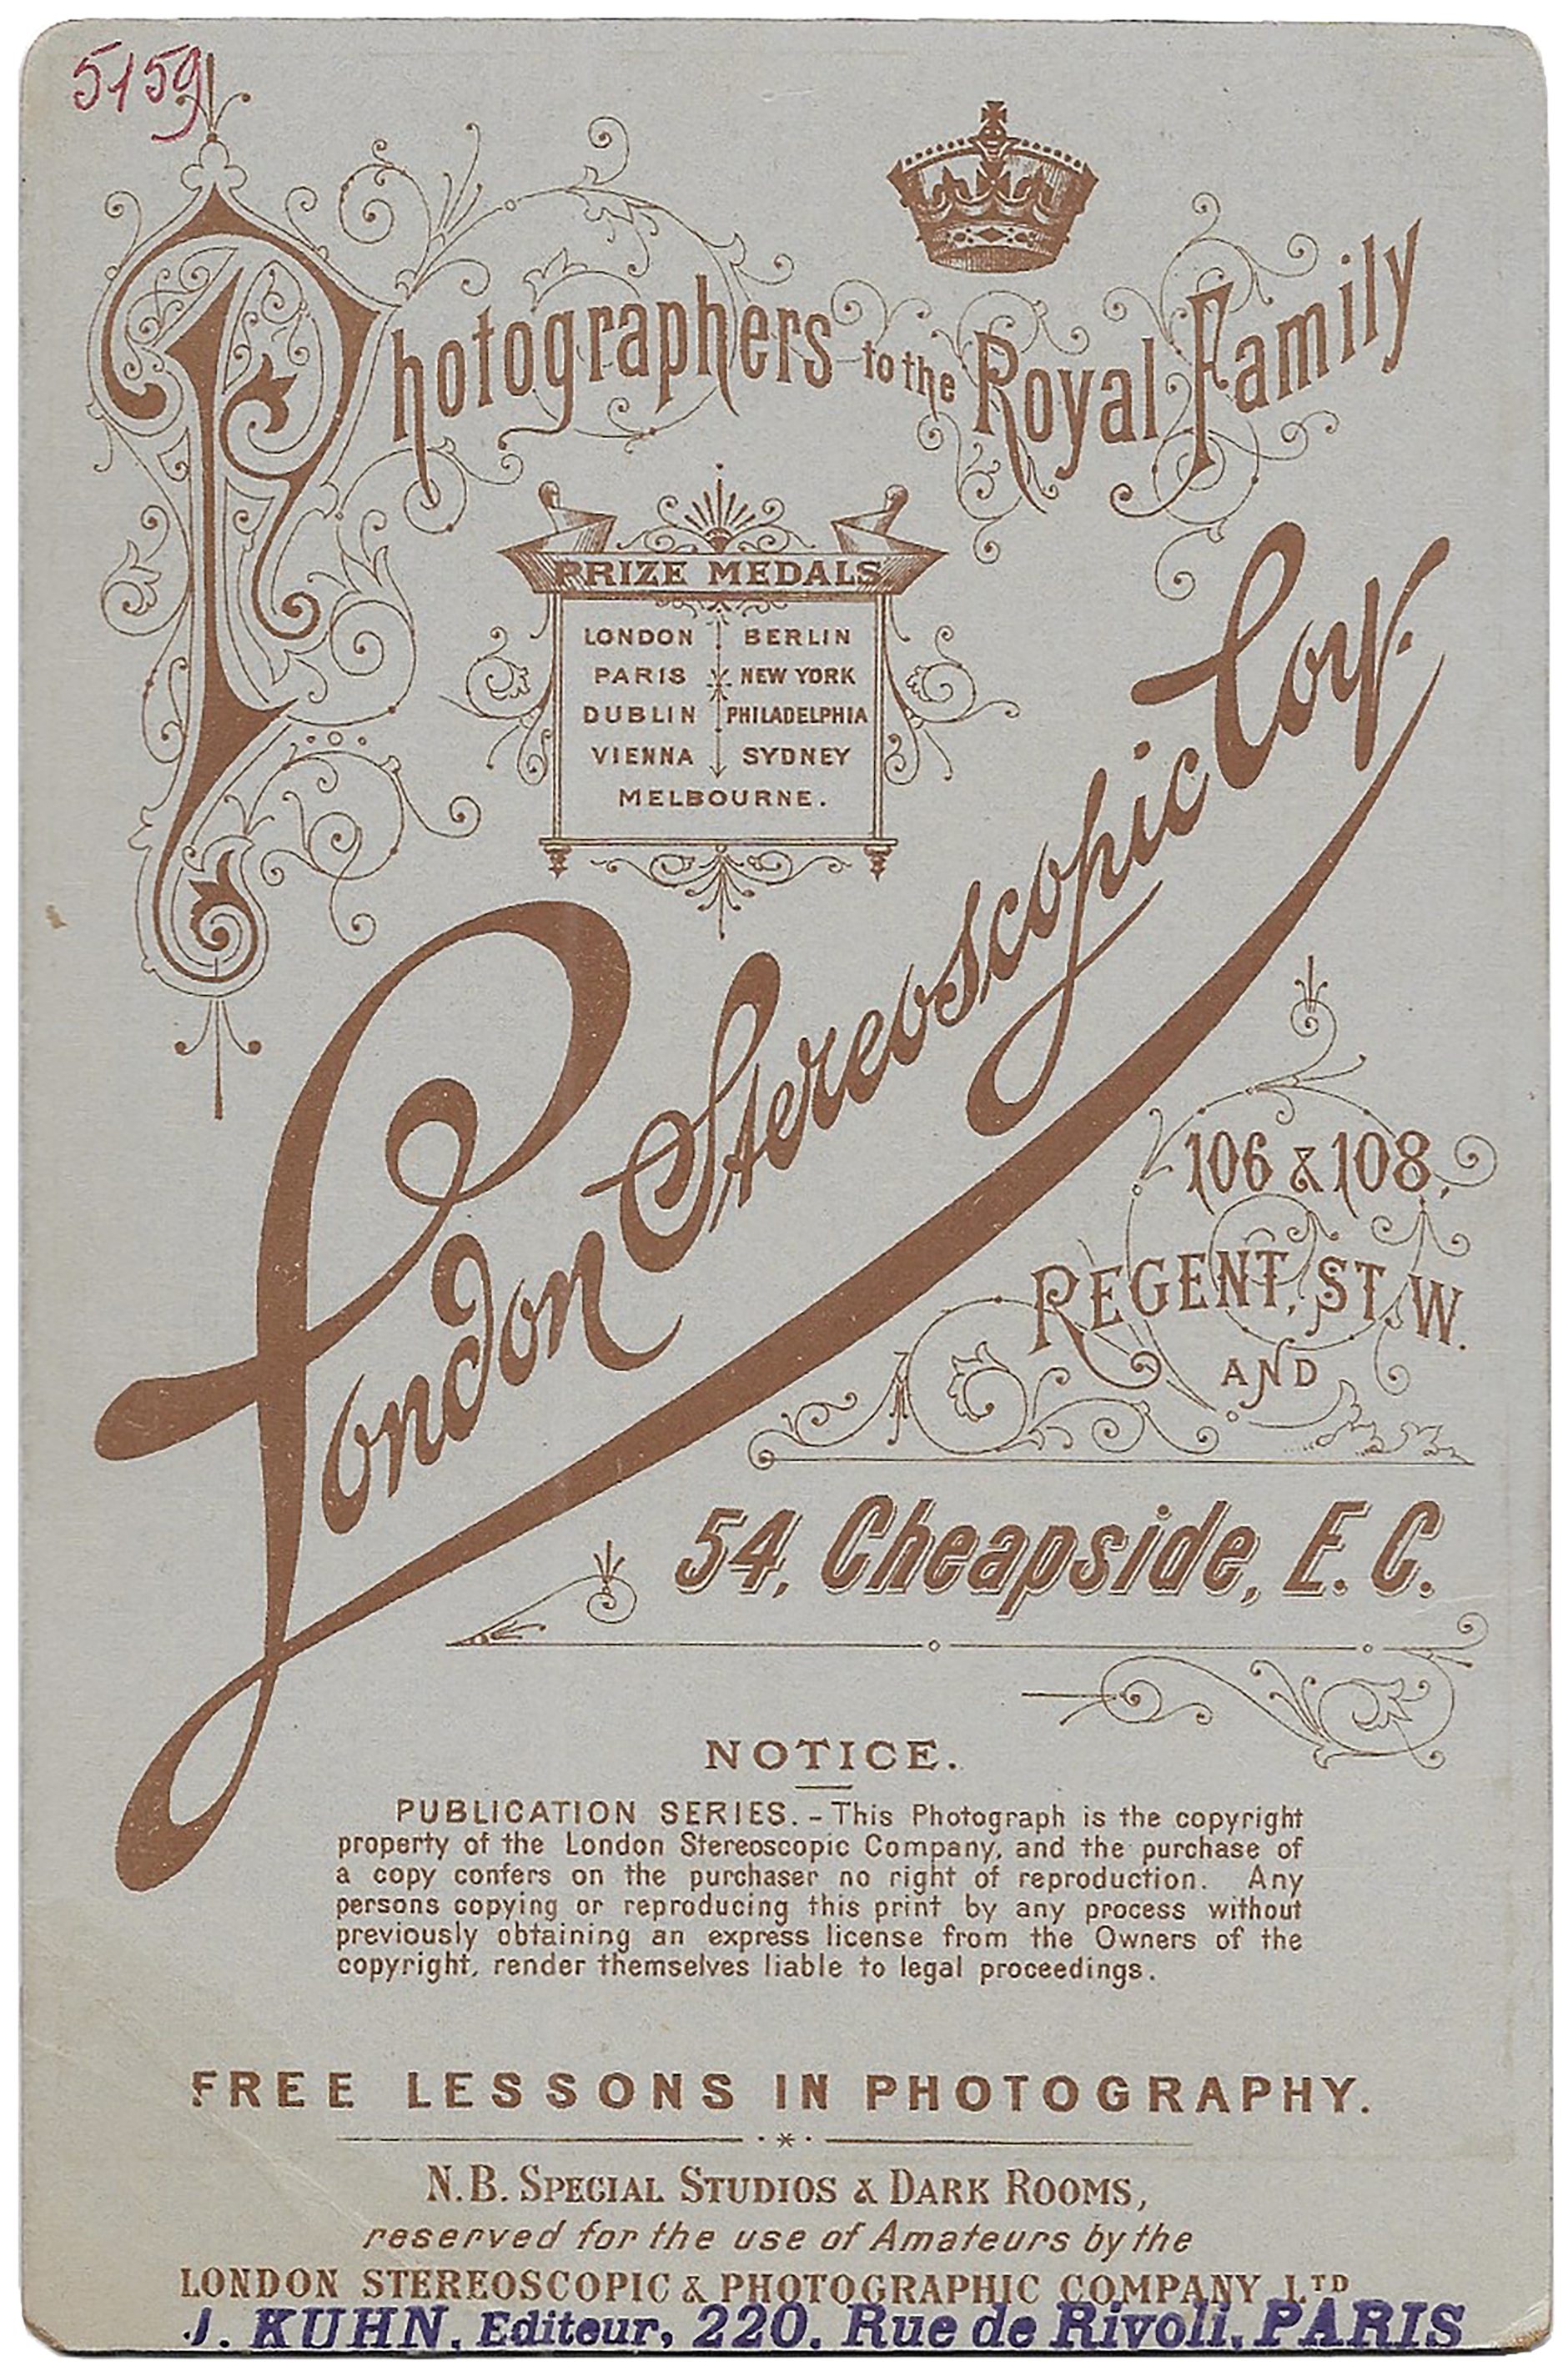 5159
Photographers to the Royal Family
PRIZE MEDALS
LONDON BERLIN
PARIS NEW YORK
DUBLIN PHILADELPHIA
VIENNA SYDNEY
MELBOURNE.
London Stereoscopic Coy.
106 & 108,
REGENT, ST, W.
AND
54, Cheapside, E.C.
NOTICE.
PUBLICATION SERIES. - This Photograph is the copyright
property of the London Stereoscopic Company, and the purchase of
a copy confers on the purchaser no right of reproduction. Any
persons copying or reproducing this print by any process without
previously obtaining an express license from the Owners of the
copyright, render themselves liable to legal proceedings.
FREE LESSONS IN PHOTOGRAPHY.
N.B. SPECIAL STUDIOS & DARK ROOMS,
reserved for the use of Amateurs by the
LONDON STEREOSCOPIC & PHOTOGRAPHIC COMPANY LTD
J. KUHN, Editeur, 220, Rue de Rivoli, PARIS